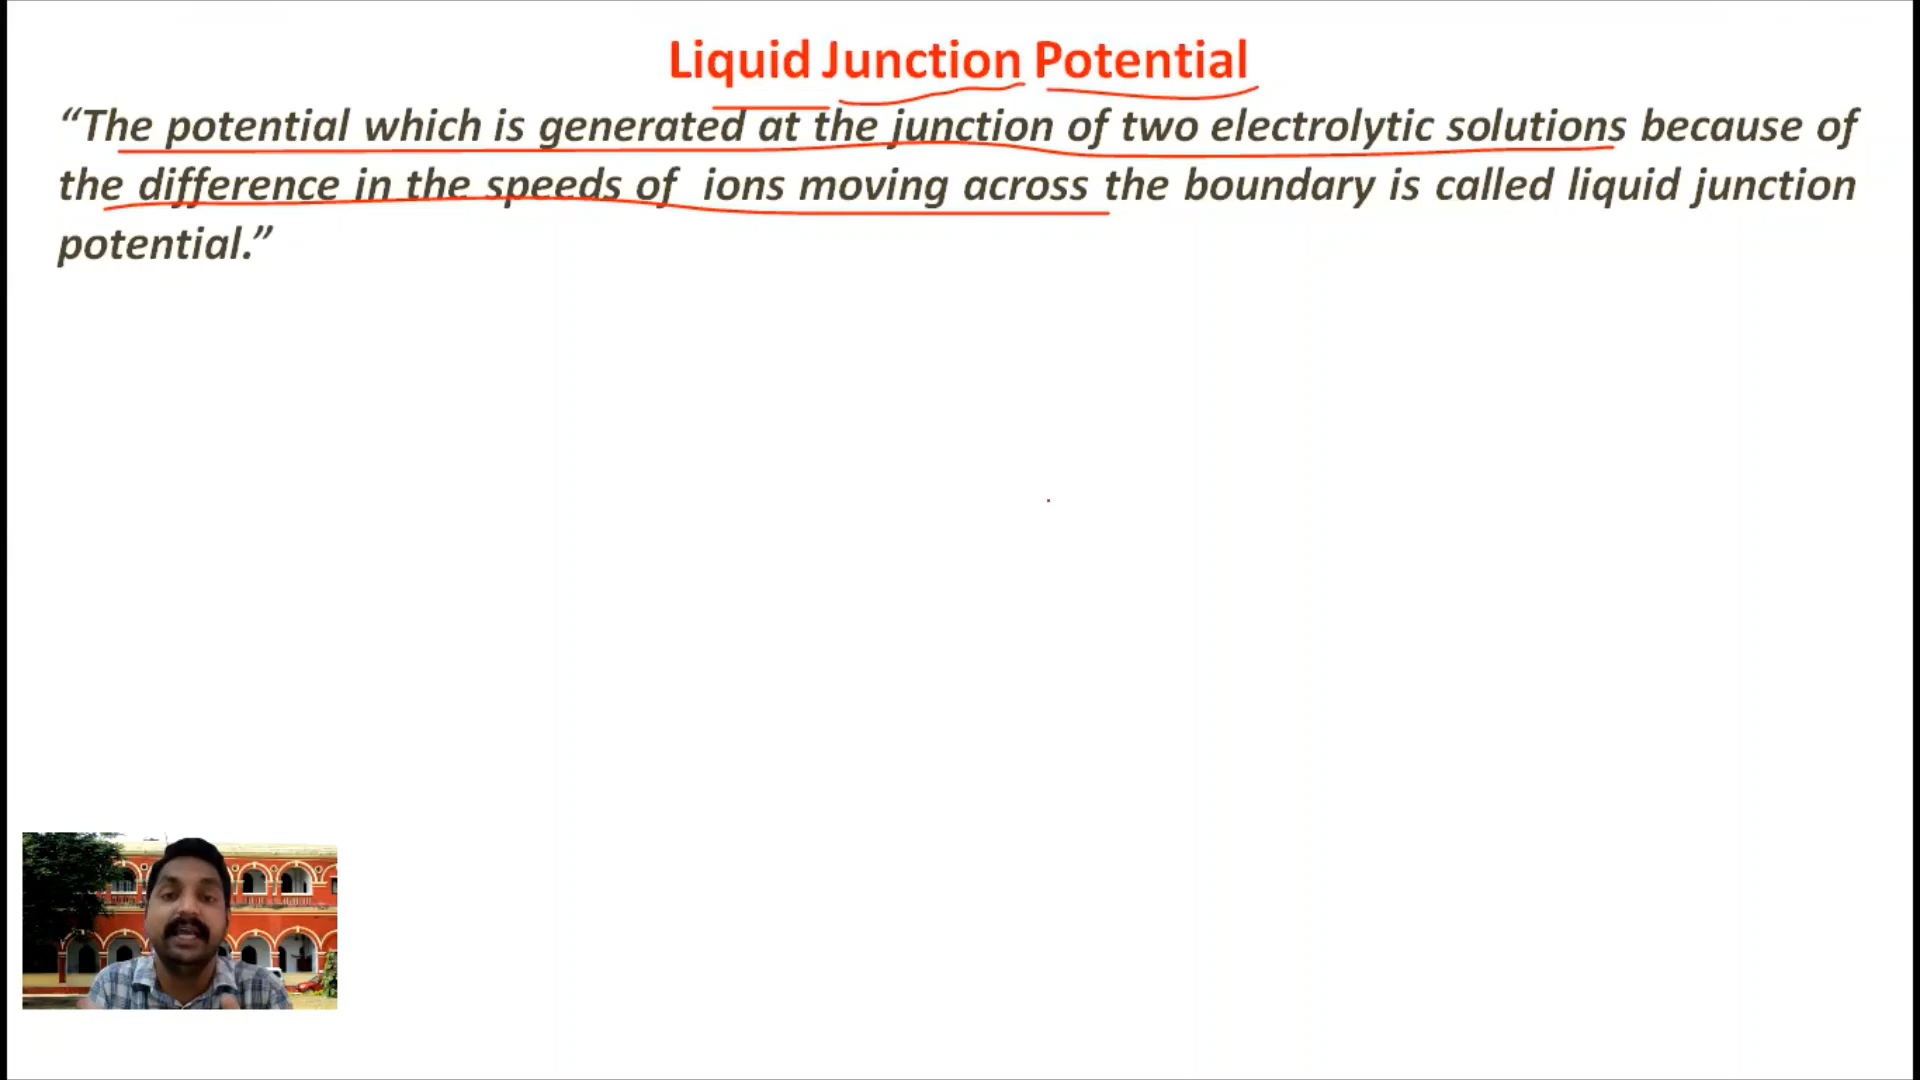 Liquid Junction Potential
“The potential which is generated at the junction of two electrolytic solutions because of
the difference in the speeds of ions moving across the boundary is called liquid junction
potential.”